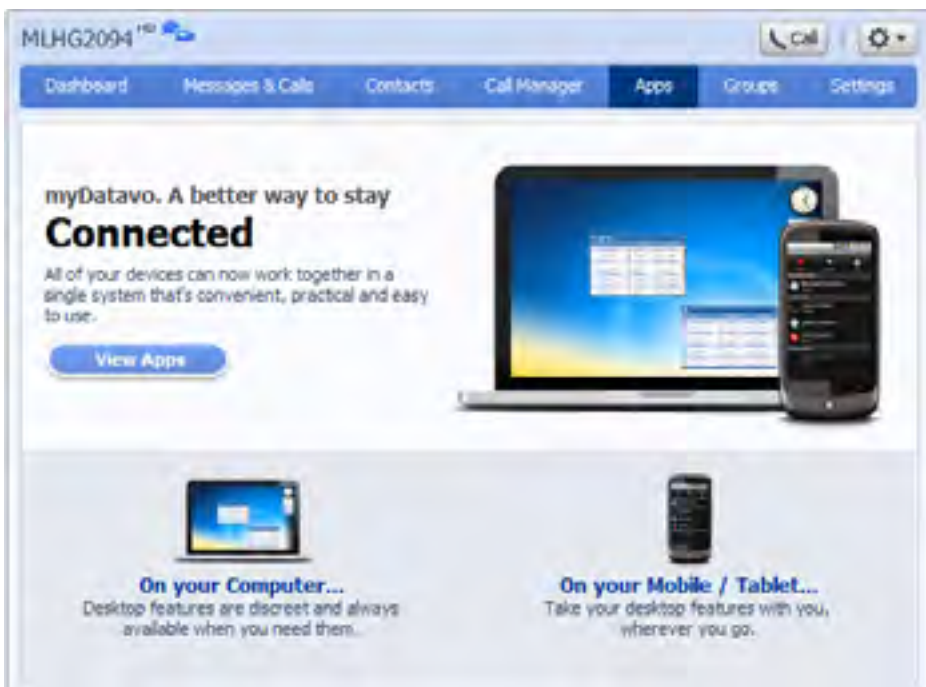 MLHG2094 HD
Call
Dashboard Messages & Calls Contacts Call Manager Apps Groups Settings
myDatavo. A better way to stay
Connected
All of your devices can now work together in a
single system that's convenient, practical and easy
to use.
View Apps
On your Computer...
Desktop features are discreet and always
available when you need them.
On your Mobile / Tablet...
Take your desktop features with you,
wherever you go.